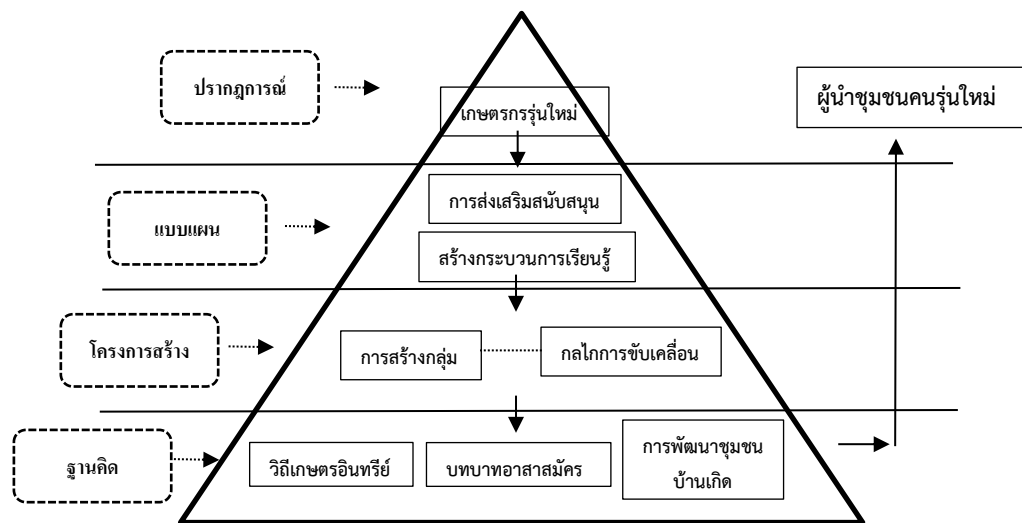 ปรากฏการณ์
เกษตรกรรุ่นใหม่
ผู้นำชุมชนคนรุ่นใหม่
แบบแผน
การส่งเสริมสนับสนุน
สร้างกระบวนการเรียนรู้
โครงการสร้าง
การสร้างกลุ่ม
กลไกการขับเคลื่อน
ฐานคิด
วิถีเกษตรอินทรีย์
บทบาทอาสาสมัคร
การพัฒนาชุมชน
บ้านเกิด